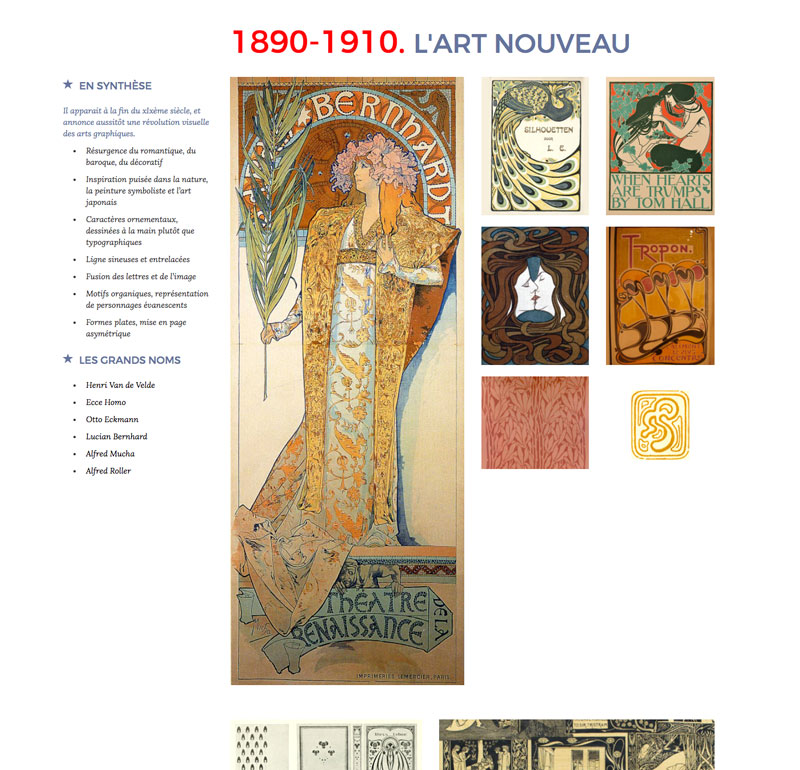 1890-1910. L'ART NOUVEAU
EN SYNTHÈSE
Il apparait à la fin du xIxème siècle, et
annonce aussitôt une révolution visuelle
des arts graphiques.
Résurgence du romantique, du
baroque, du décoratif
Inspiration puisée dans la nature,
la peinture symboliste et l'art
japonais
Caractères ornementaux,
dessinées à la main plutôt que
typographiques
Ligne sineuses et entrelacées
Fusion des lettres et de l'image
Motifs organiques, représentation
de personnages évanescents
Formes plates, mise en page
asymétrique
LES GRANDS NOMS
Henri Van de Velde
Ecce Homo
Otto Eckmann
Lucian Bernhard
Alfred Mucha
Alfred Roller
BERNHARDT
THÉATRE
DE LA
RENAISSANCE
IMPRIMERIES LEMERCIER, PARIS
SILHOUETTEN
L. E.
WHEN HEARTS
ARE TRUMPS
BY TOM HALL
TROPON.